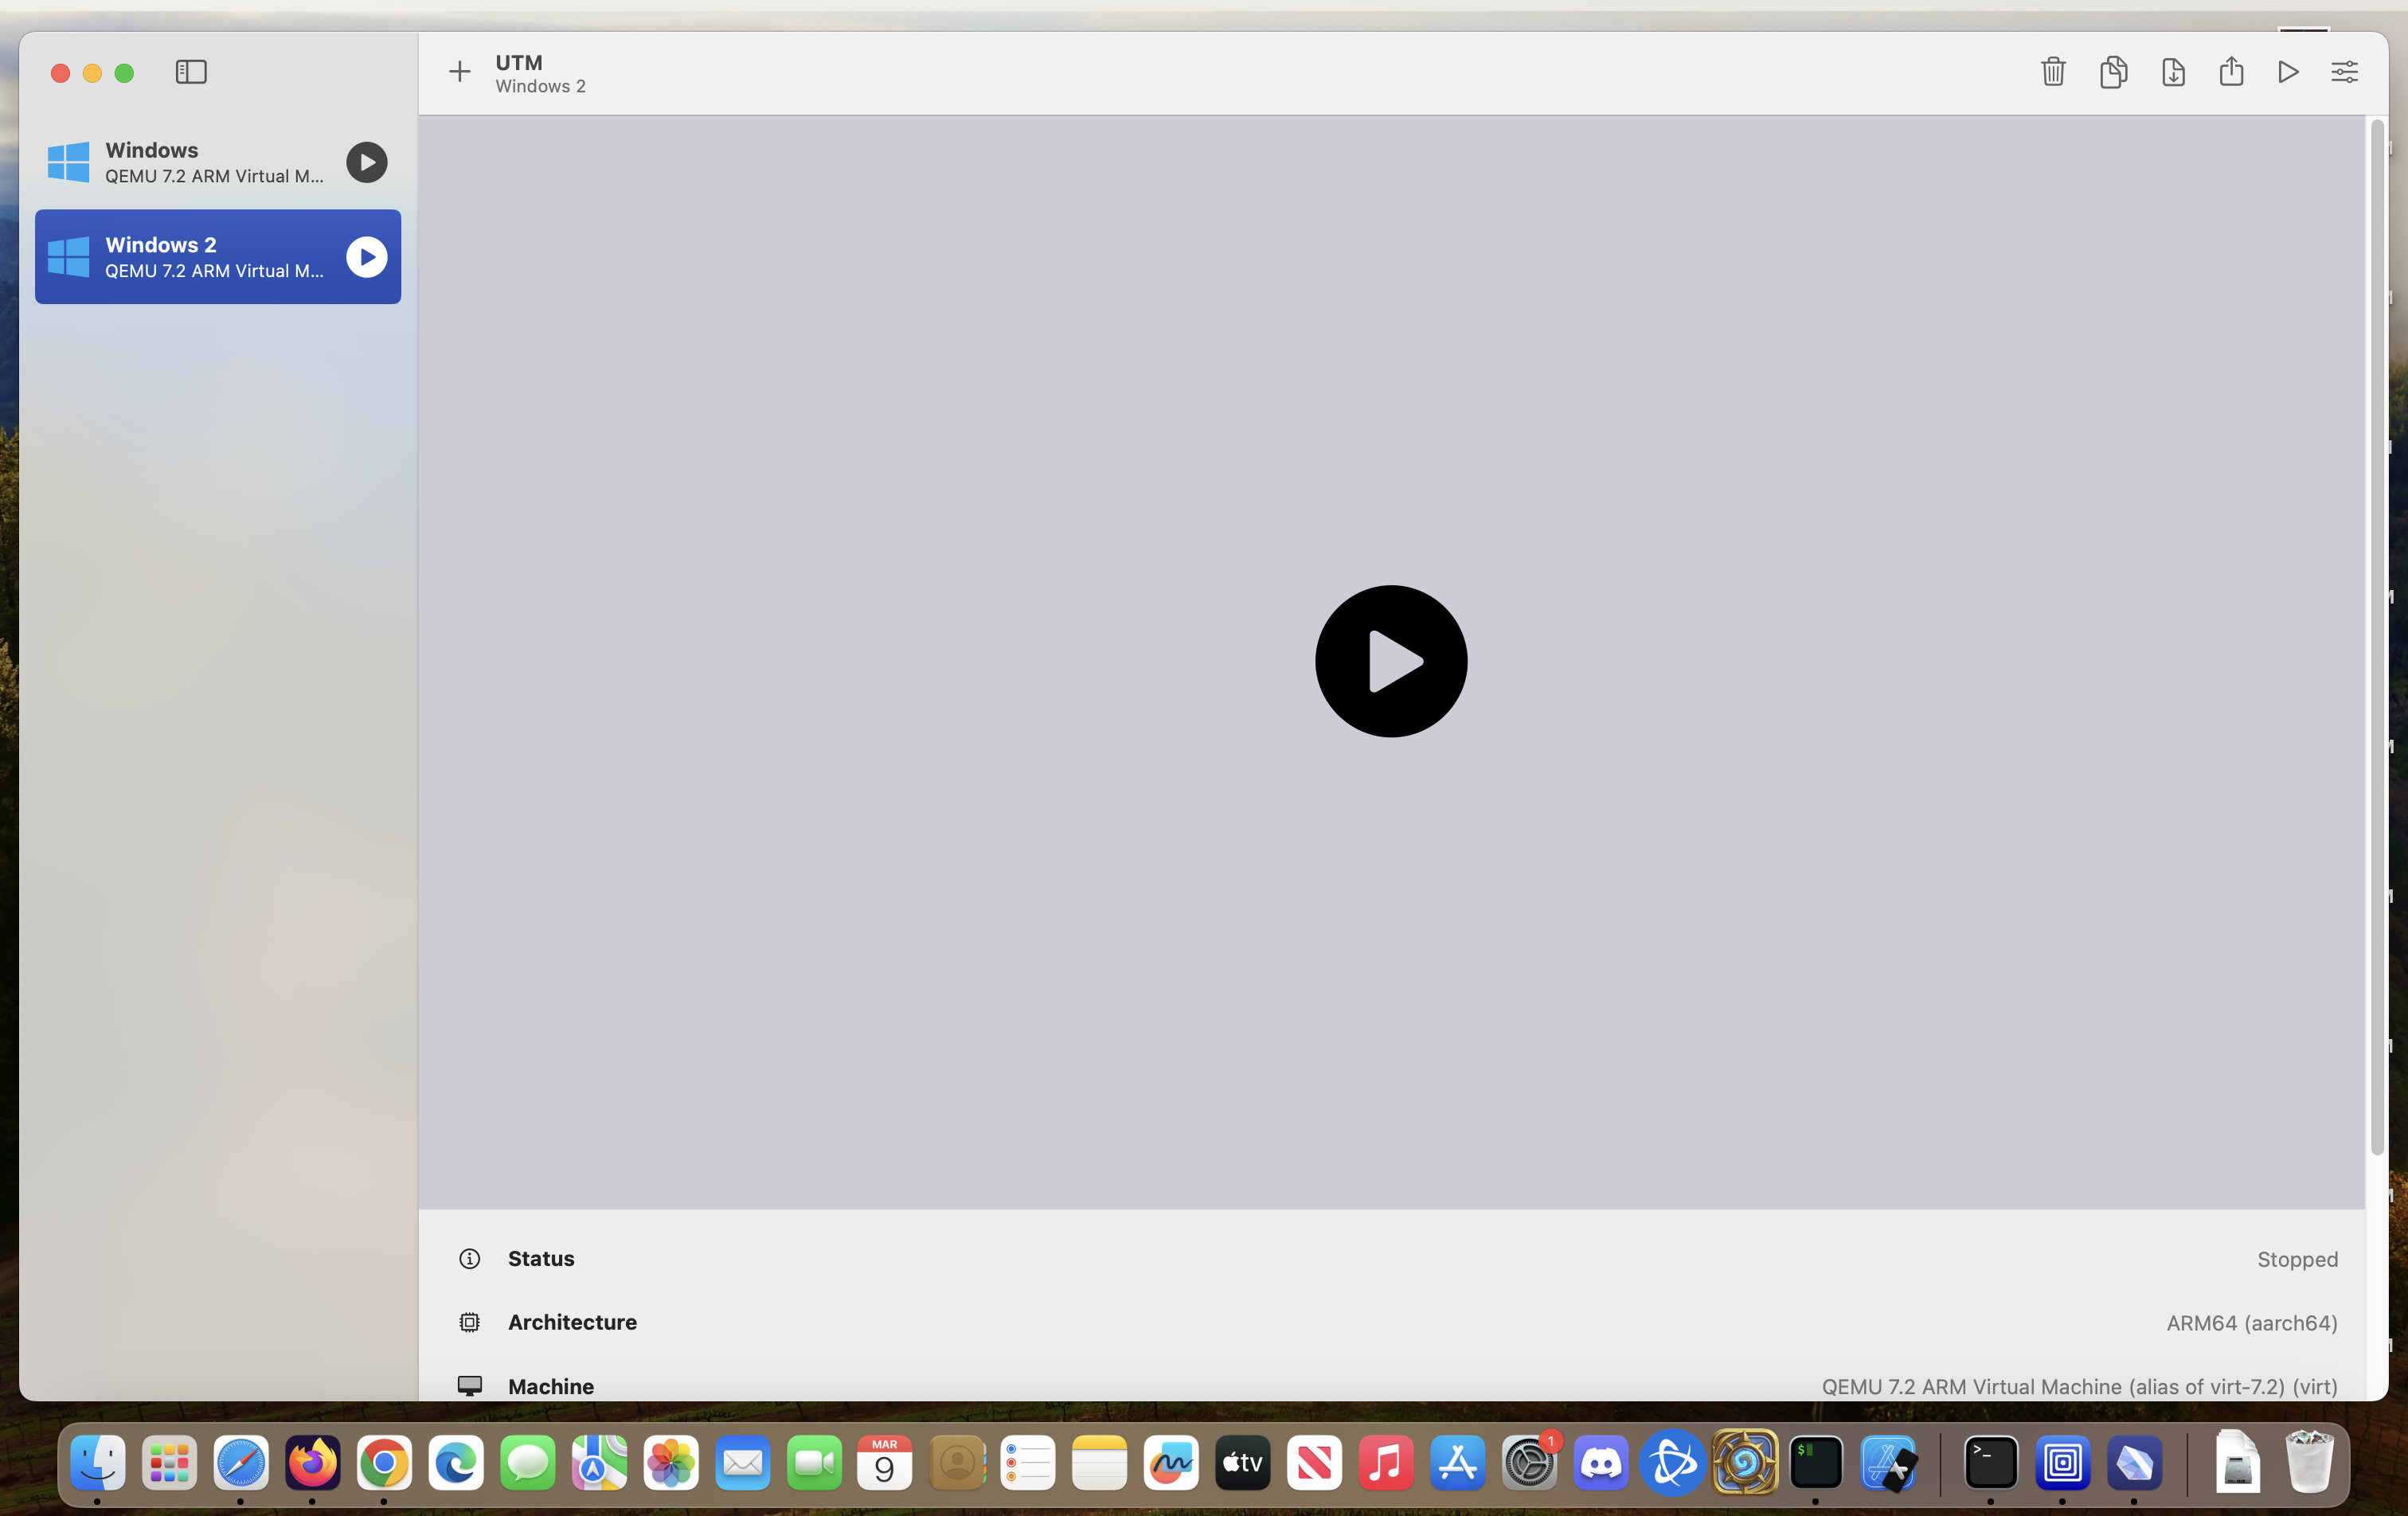 UTM
Windows 2
Windows
QEMU 7.2 ARM Virtual M...
Windows 2
QEMU 7.2 ARM Virtual M...
Status
Stopped
Architecture
ARM64 (aarch64)
Machine
QEMU 7.2 ARM Virtual Machine (alias of virt-7.2) (virt)
MAR
9
tv
1
$
>_